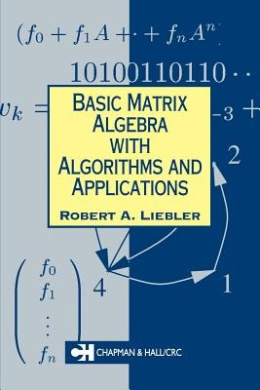 (f₀ + f₁A + ·· + fₙAⁿ)
10100110110 ··
vₖ = ₋₃ +
BASIC MATRIX
ALGEBRA
WITH
ALGORITHMS AND
APPLICATIONS
ROBERT A. LIEBLER
2
f₀
f₁
⋮
fₙ
4
1
CHAPMAN & HALL/CRC